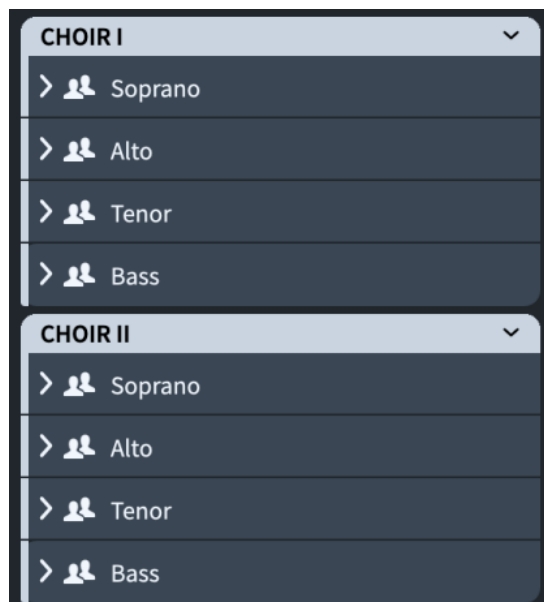 CHOIR I
Soprano
Alto
Tenor
Bass
CHOIR II
Soprano
Alto
Tenor
Bass